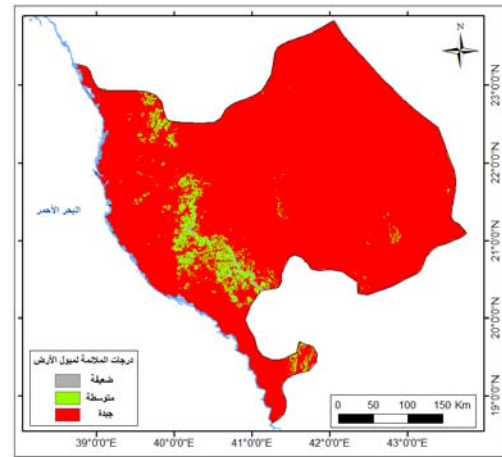 N
23°0'0"N
22°0'0"N
21°0'0"N
20°0'0"N
19°0'0"N
البحر الأحمر
درجات الملائمة لميول الأرض
ضعيفة
متوسطة
جيدة
0 50 100 150 Km
39°0'0"E 40°0'0"E 41°0'0"E 42°0'0"E 43°0'0"E